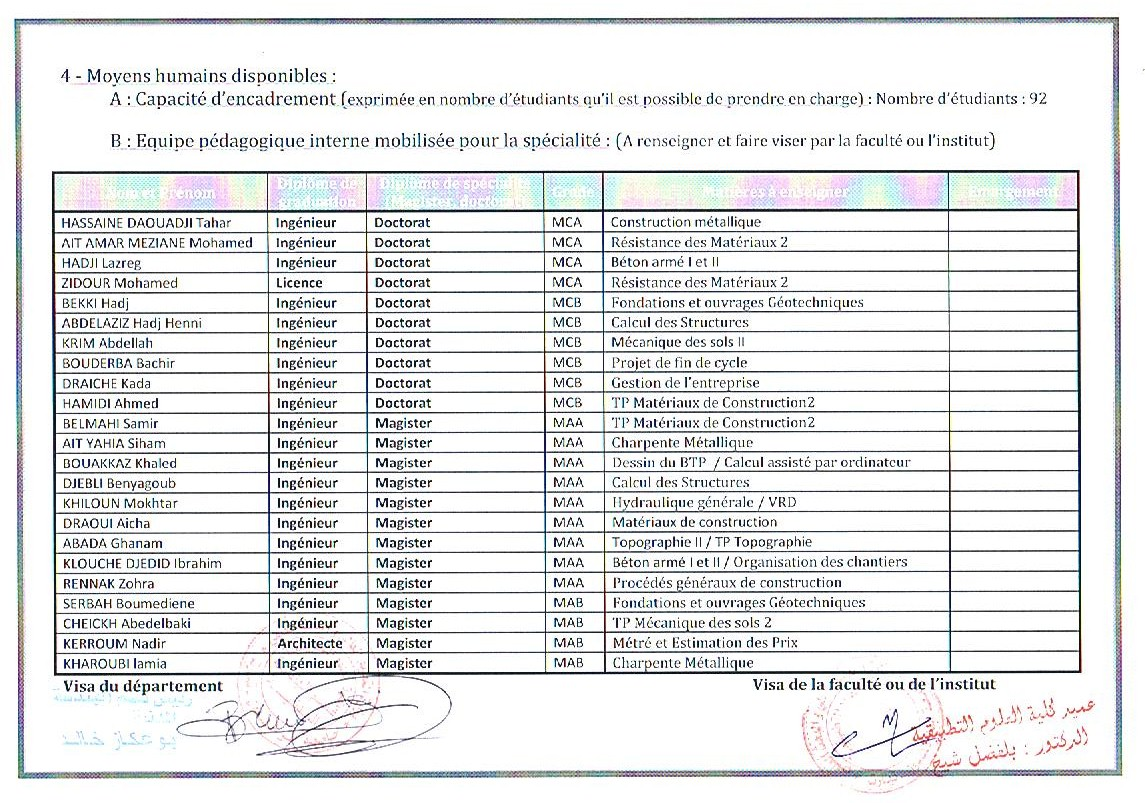 4 - Moyens humains disponibles :
A : Capacité d'encadrement (exprimée en nombre d'étudiants qu'il est possible de prendre en charge) : Nombre d'étudiants : 92
B : Equipe pédagogique interne mobilisée pour la spécialité : (A renseigner et faire viser par la faculté ou l'institut)
Nom et Prénom Diplôme de graduation Diplôme de spécialité (Magister, doctorat) Grade Matières à enseigner Emargement
HASSAINE DAOUADJI Tahar Ingénieur Doctorat MCA Construction métallique
AIT AMAR MEZIANE Mohamed Ingénieur Doctorat MCA Résistance des Matériaux 2
HADJI Lazreg Ingénieur Doctorat MCA Béton armé I et II
ZIDOUR Mohamed Licence Doctorat MCA Résistance des Matériaux 2
BEKKI Hadj Ingénieur Doctorat MCB Fondations et ouvrages Géotechniques
ABDELAZIZ Hadj Henni Ingénieur Doctorat MCB Calcul des Structures
KRIM Abdellah Ingénieur Doctorat MCB Mécanique des sols II
BOUDERBA Bachir Ingénieur Doctorat MCB Projet de fin de cycle
DRAICHE Kada Ingénieur Doctorat MCB Gestion de l'entreprise
HAMIDI Ahmed Ingénieur Doctorat MCB TP Matériaux de Construction2
BELMAHI Samir Ingénieur Magister MAA TP Matériaux de Construction2
AIT YAHIA Siham Ingénieur Magister MAA Charpente Métallique
BOUAKKAZ Khaled Ingénieur Magister MAA Dessin du BTP / Calcul assisté par ordinateur
DJEBLI Benyagoub Ingénieur Magister MAA Calcul des Structures
KHILOUN Mokhtar Ingénieur Magister MAA Hydraulique générale / VRD
DRAOUI Aicha Ingénieur Magister MAA Matériaux de construction
ABADA Ghanam Ingénieur Magister MAA Topographie II / TP Topographie
KLOUCHE DJEDID Ibrahim Ingénieur Magister MAA Béton armé I et II / Organisation des chantiers
RENNAK Zohra Ingénieur Magister MAA Procédés généraux de construction
SERBAH Boumediene Ingénieur Magister MAB Fondations et ouvrages Géotechniques
CHEICKH Abedelbaki Ingénieur Magister MAB TP Mécanique des sols 2
KERROUM Nadir Architecte Magister MAB Métré et Estimation des Prix
KHAROUBI lamia Ingénieur Magister MAB Charpente Métallique
Visa du département Visa de la faculté ou de l'institut
عميد كلية العلوم التطبيقية
الدكتور : بلفضل شيخ